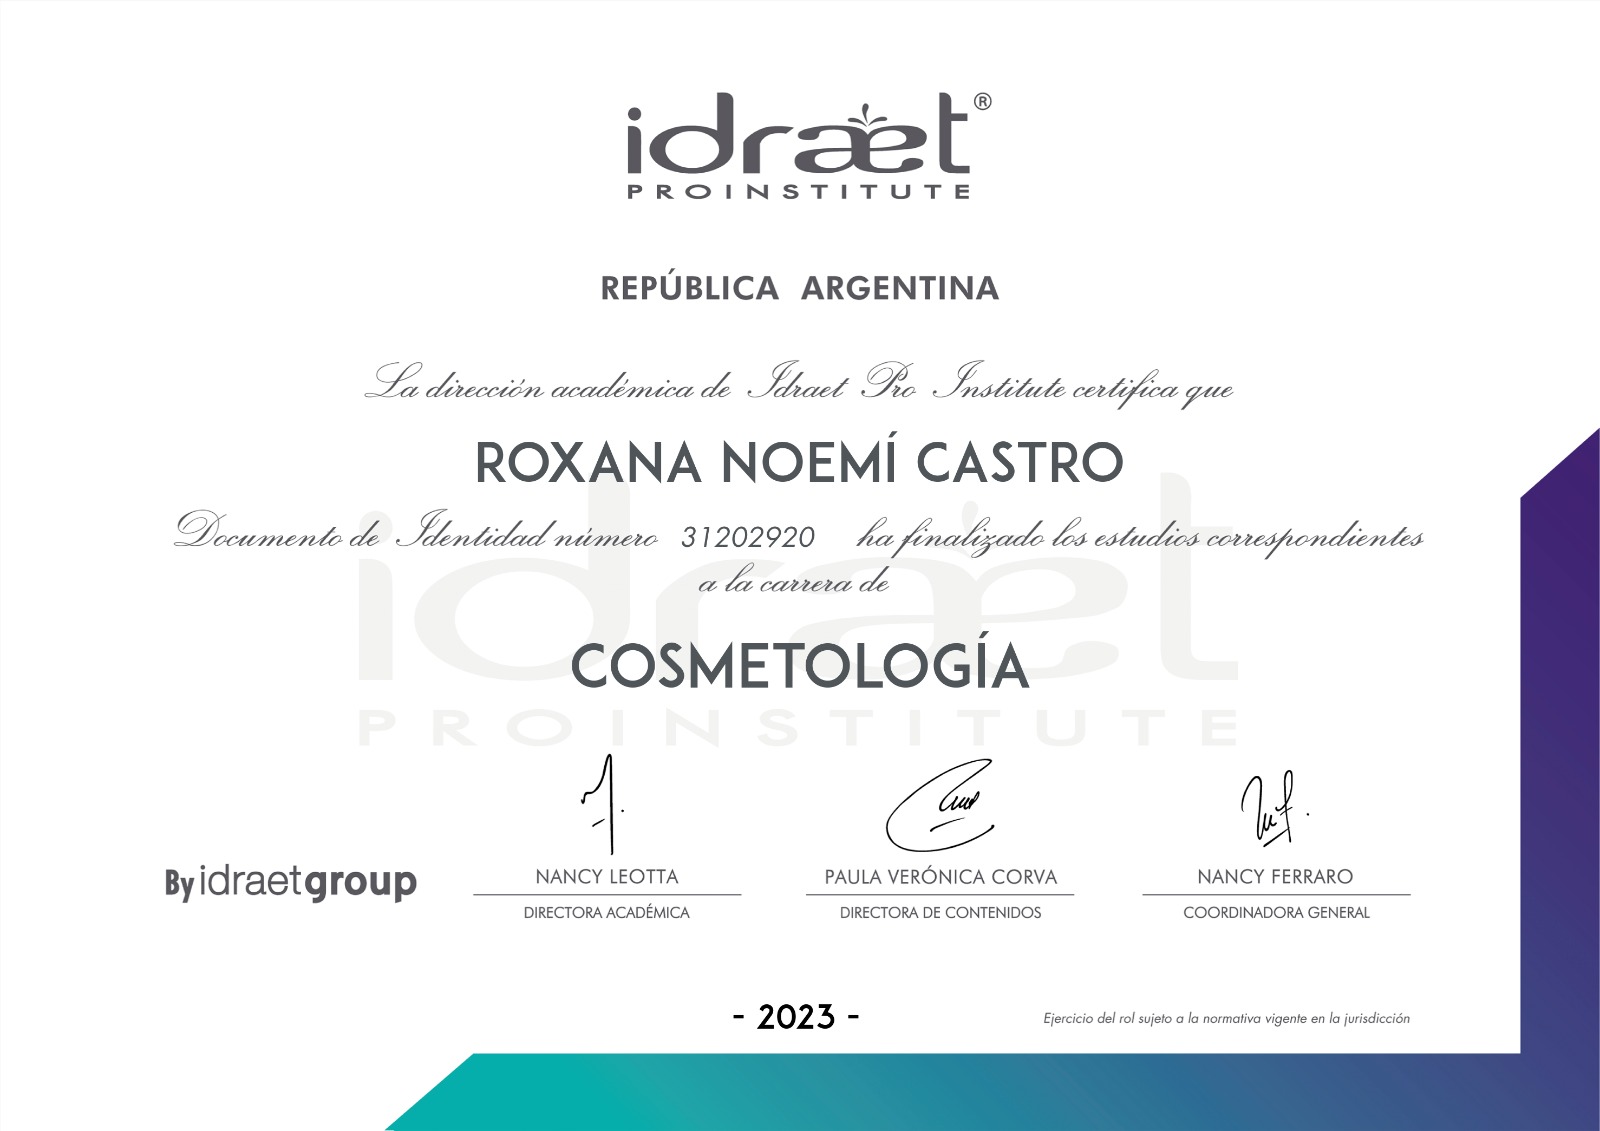 idraet®
PROINSTITUTE
REPÚBLICA ARGENTINA
La dirección académica de Idraet Pro Institute certifica que
ROXANA NOEMÍ CASTRO
Documento de Identidad número 31202920 ha finalizado los estudios correspondientes
a la carrera de
COSMETOLOGÍA
idraet
PROINSTITUTE
By idraetgroup
NANCY LEOTTA
DIRECTORA ACADÉMICA
PAULA VERÓNICA CORVA
DIRECTORA DE CONTENIDOS
NANCY FERRARO
COORDINADORA GENERAL
- 2023 -
Ejercicio del rol sujeto a la normativa vigente en la jurisdicción